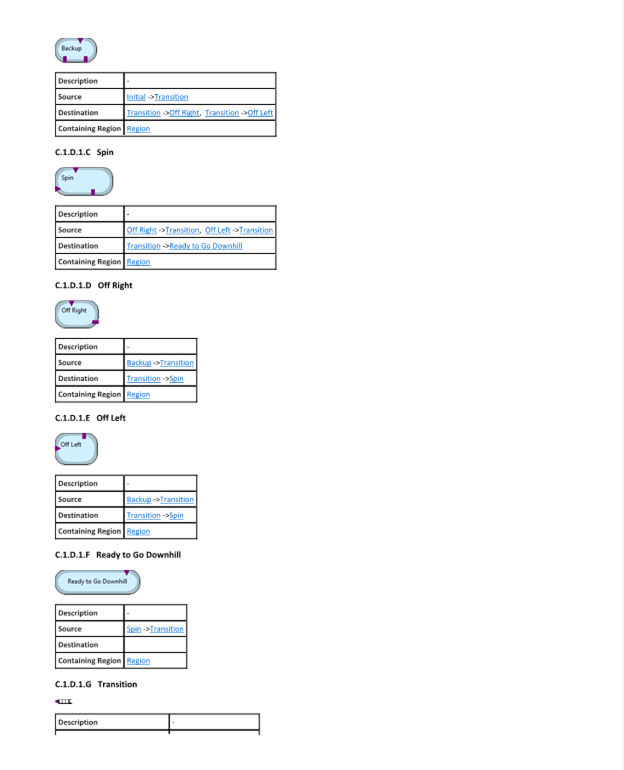 Backup
Description -
Source Initial ->Transition
Destination Transition ->Off Right, Transition ->Off Left
Containing Region Region
C.1.D.1.C Spin
Spin
Description -
Source Off Right ->Transition, Off Left ->Transition
Destination Transition ->Ready to Go Downhill
Containing Region Region
C.1.D.1.D Off Right
Off Right
Description -
Source Backup ->Transition
Destination Transition ->Spin
Containing Region Region
C.1.D.1.E Off Left
Off Left
Description -
Source Backup ->Transition
Destination Transition ->Spin
Containing Region Region
C.1.D.1.F Ready to Go Downhill
Ready to Go Downhill
Description -
Source Spin ->Transition
Destination
Containing Region Region
C.1.D.1.G Transition
Description -